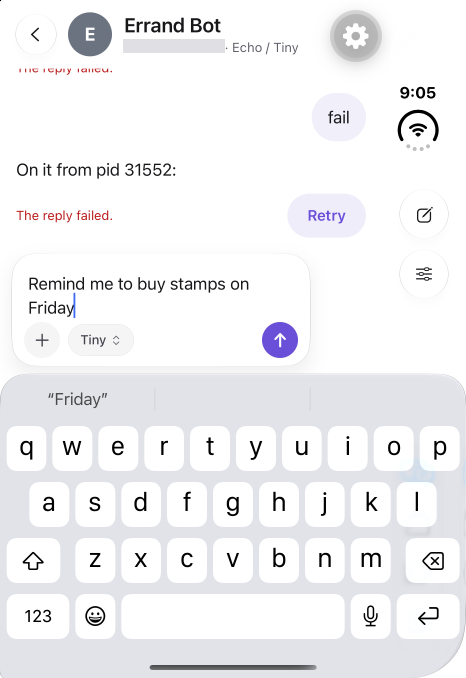 E
Errand Bot
· Echo / Tiny
The reply failed.
9:05
fail
On it from pid 31552:
The reply failed.
Retry
Remind me to buy stamps on
Friday
Tiny
“Friday”
q w e r t y u i o p
a s d f g h j k l
z x c v b n m
123